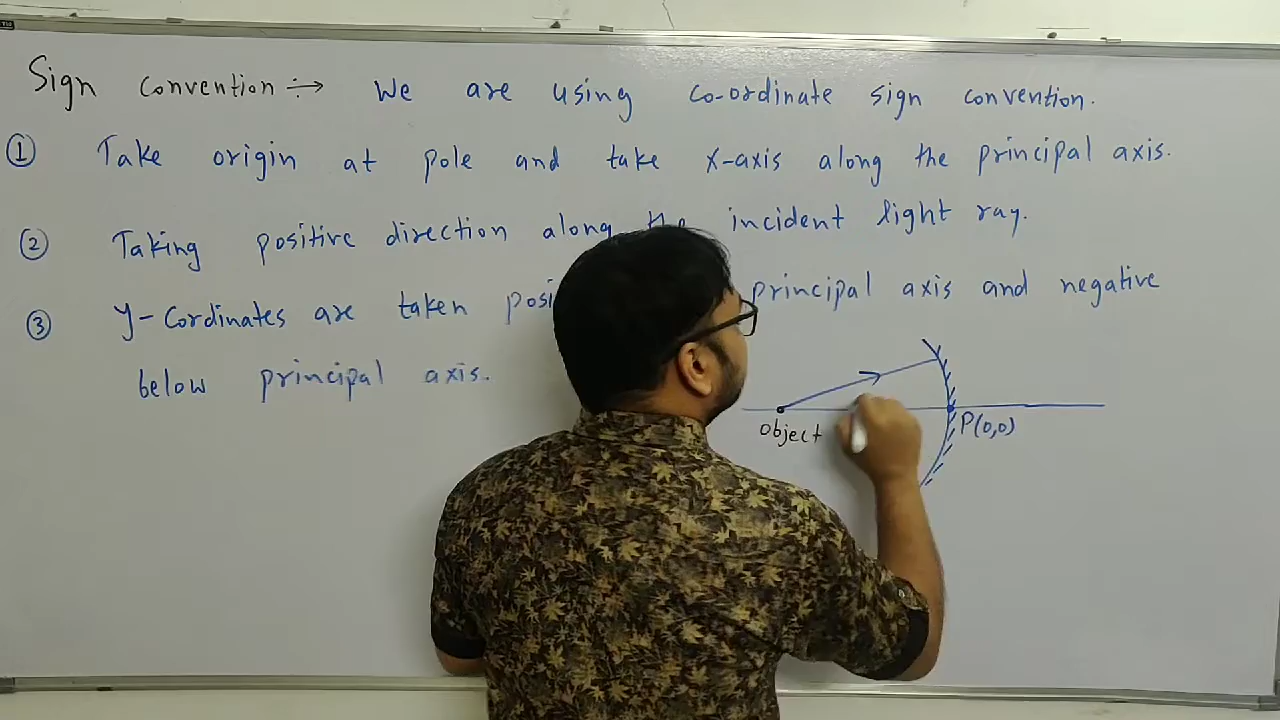 Sign Convention ÷→ We are using co-ordinate sign convention.
① Take origin at pole and take X-axis along the principal axis.
② Taking positive direction along the incident light ray.
③ Y-Cordinates are taken principal axis and negative
below principal axis.
Object
P(0,0)